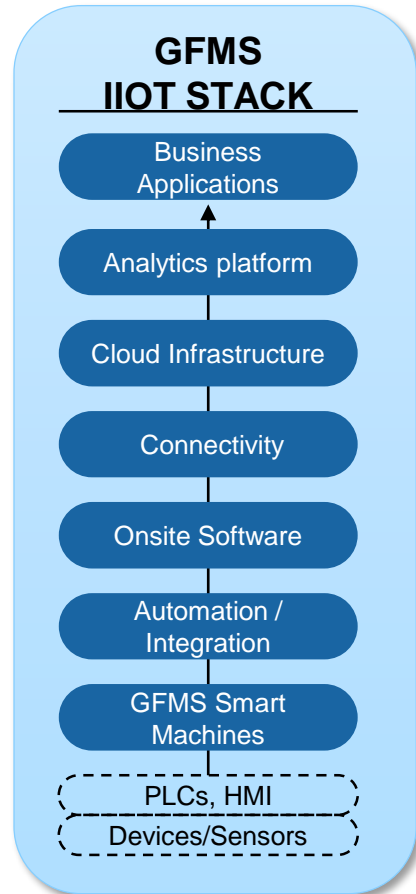 GFMS
IIOT STACK
Business
Applications
Analytics platform
Cloud Infrastructure
Connectivity
Onsite Software
Automation /
Integration
GFMS Smart
Machines
PLCs, HMI
Devices/Sensors